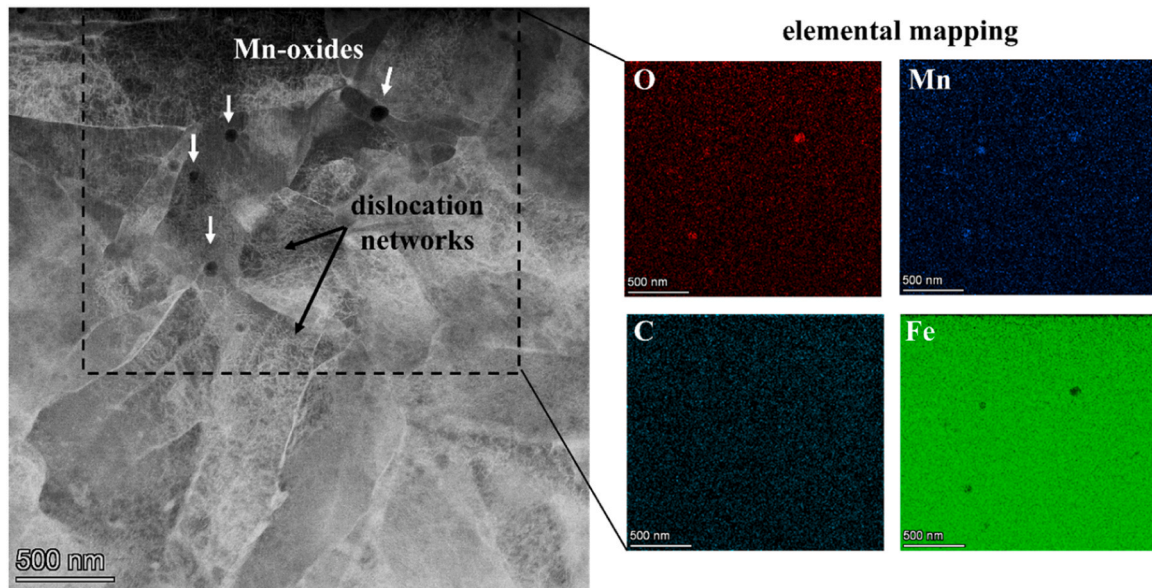 Mn-oxides
dislocation
networks
500 nm
elemental mapping
O
Mn
500 nm
500 nm
C
Fe
500 nm
500 nm